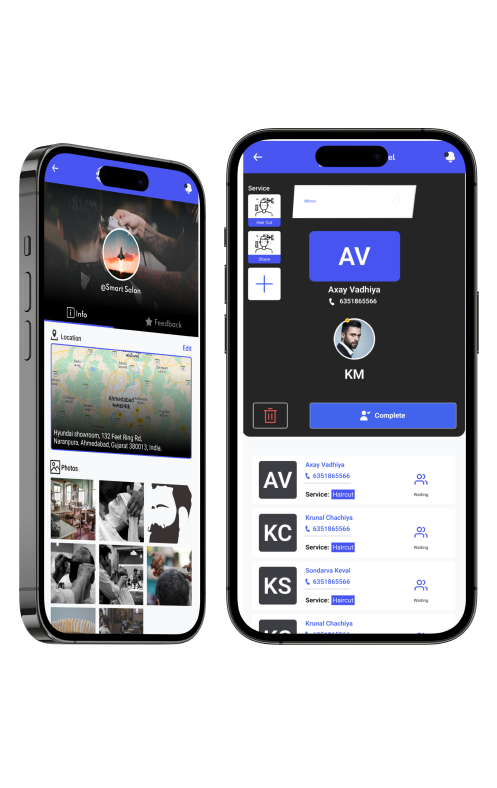 @Smart Salon
Info
Feedback
Location
Edit
Ahmedabad
Hyundai showroom, 132 Feet Ring Rd,
Naranpura, Ahmedabad, Gujarat 380013, India.
Photos
el
Service
Hair Cut
Shave
Mirror
AV
Axay Vadhiya
6351865566
KM
Complete
AV
Axay Vadhiya
6351865566
Service: Haircut
Waiting
KC
Krunal Chachiya
6351865566
Service: Haircut
Waiting
KS
Sondarva Keval
6351865566
Service: Haircut
Waiting
KC
Krunal Chachiya
6351865566